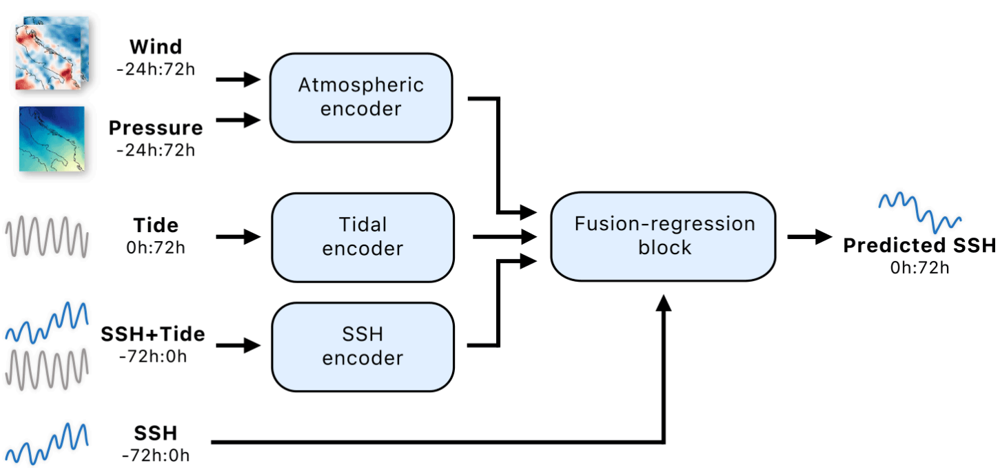 Wind
-24h:72h
Atmospheric
encoder
Pressure
-24h:72h
Tide
0h:72h
Tidal
encoder
Fusion-regression
block
Predicted SSH
0h:72h
SSH+Tide
-72h:0h
SSH
encoder
SSH
-72h:0h